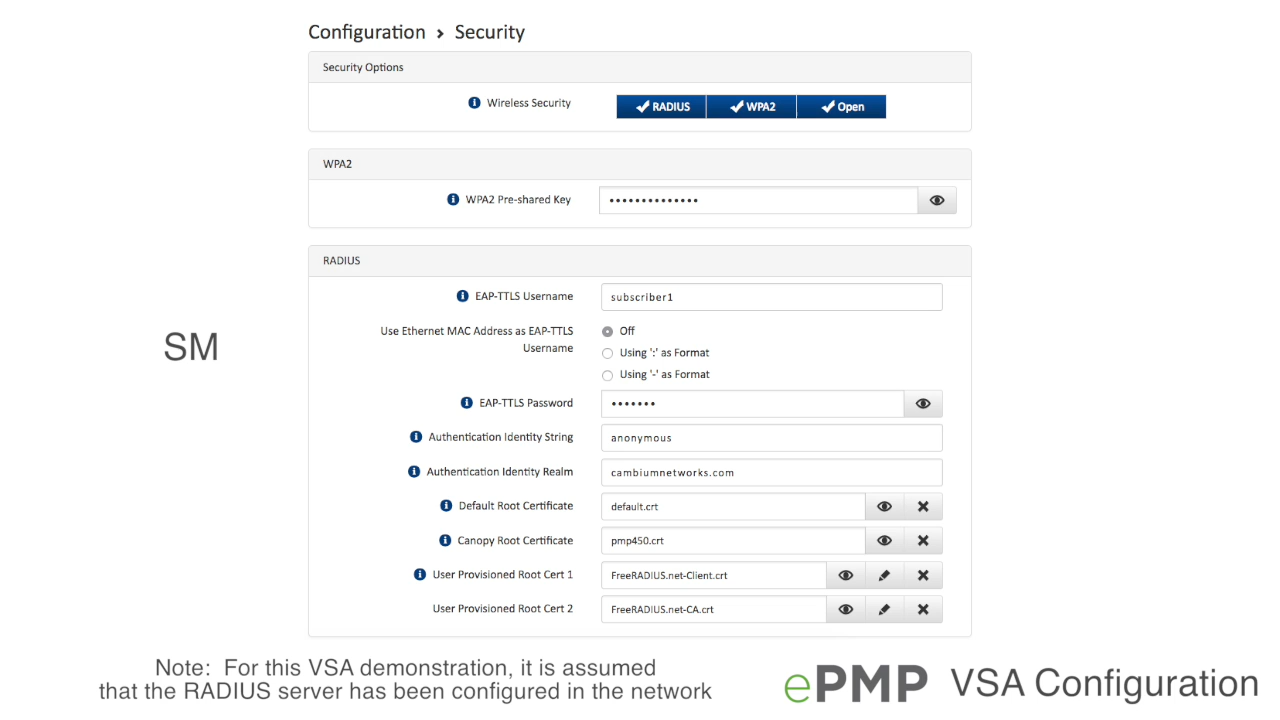 Configuration > Security
Security Options
Wireless Security
RADIUS
WPA2
Open
WPA2
WPA2 Pre-shared Key
••••••••••••••
RADIUS
EAP-TTLS Username
subscriber1
Use Ethernet MAC Address as EAP-TTLS
Username
Off
Using ':' as Format
Using '-' as Format
EAP-TTLS Password
•••••••
Authentication Identity String
anonymous
Authentication Identity Realm
cambiumnetworks.com
Default Root Certificate
default.crt
Canopy Root Certificate
pmp450.crt
User Provisioned Root Cert 1
FreeRADIUS.net-Client.crt
User Provisioned Root Cert 2
FreeRADIUS.net-CA.crt
SM
Note: For this VSA demonstration, it is assumed
that the RADIUS server has been configured in the network
ePMP VSA Configuration